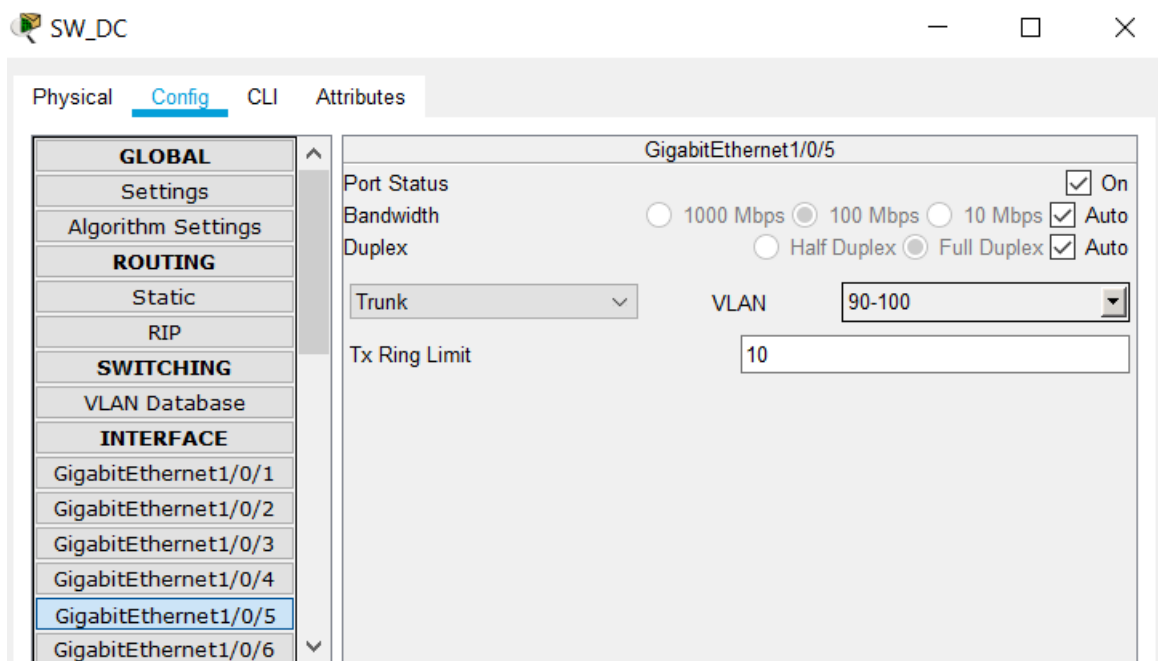 SW_DC
Physical Config CLI Attributes
GLOBAL
Settings
Algorithm Settings
ROUTING
Static
RIP
SWITCHING
VLAN Database
INTERFACE
GigabitEthernet1/0/1
GigabitEthernet1/0/2
GigabitEthernet1/0/3
GigabitEthernet1/0/4
GigabitEthernet1/0/5
GigabitEthernet1/0/6
GigabitEthernet1/0/5
Port Status On
Bandwidth 1000 Mbps 100 Mbps 10 Mbps Auto
Duplex Half Duplex Full Duplex Auto
Trunk VLAN 90-100
Tx Ring Limit 10